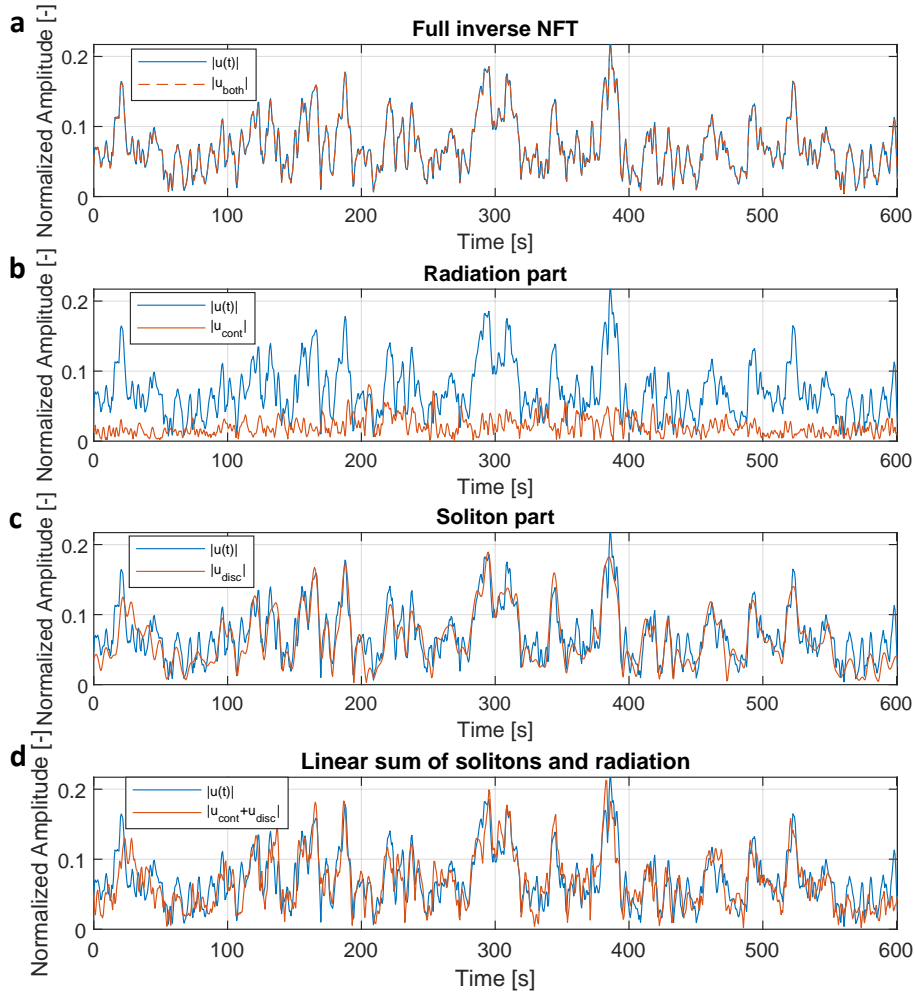 a
Full inverse NFT
Normalized Amplitude [-]
|u(t)|
|u_both|
0.2
0.1
0
0 100 200 300 400 500 600
Time [s]
b
Radiation part
Normalized Amplitude [-]
|u(t)|
|u_cont|
0.2
0.1
0
0 100 200 300 400 500 600
Time [s]
c
Soliton part
Normalized Amplitude [-]
|u(t)|
|u_disc|
0.2
0.1
0
0 100 200 300 400 500 600
Time [s]
d
Linear sum of solitons and radiation
Normalized Amplitude [-]
|u(t)|
|u_cont+u_disc|
0.2
0.1
0
0 100 200 300 400 500 600
Time [s]